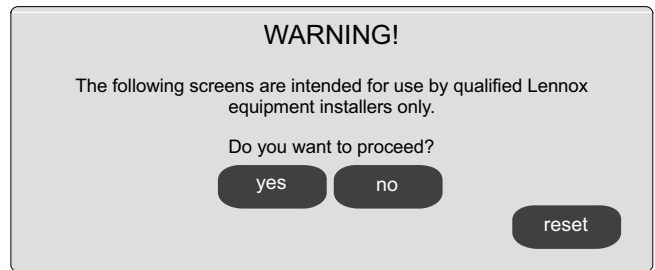 WARNING!
The following screens are intended for use by qualified Lennox
equipment installers only.
Do you want to proceed?
yes no
reset